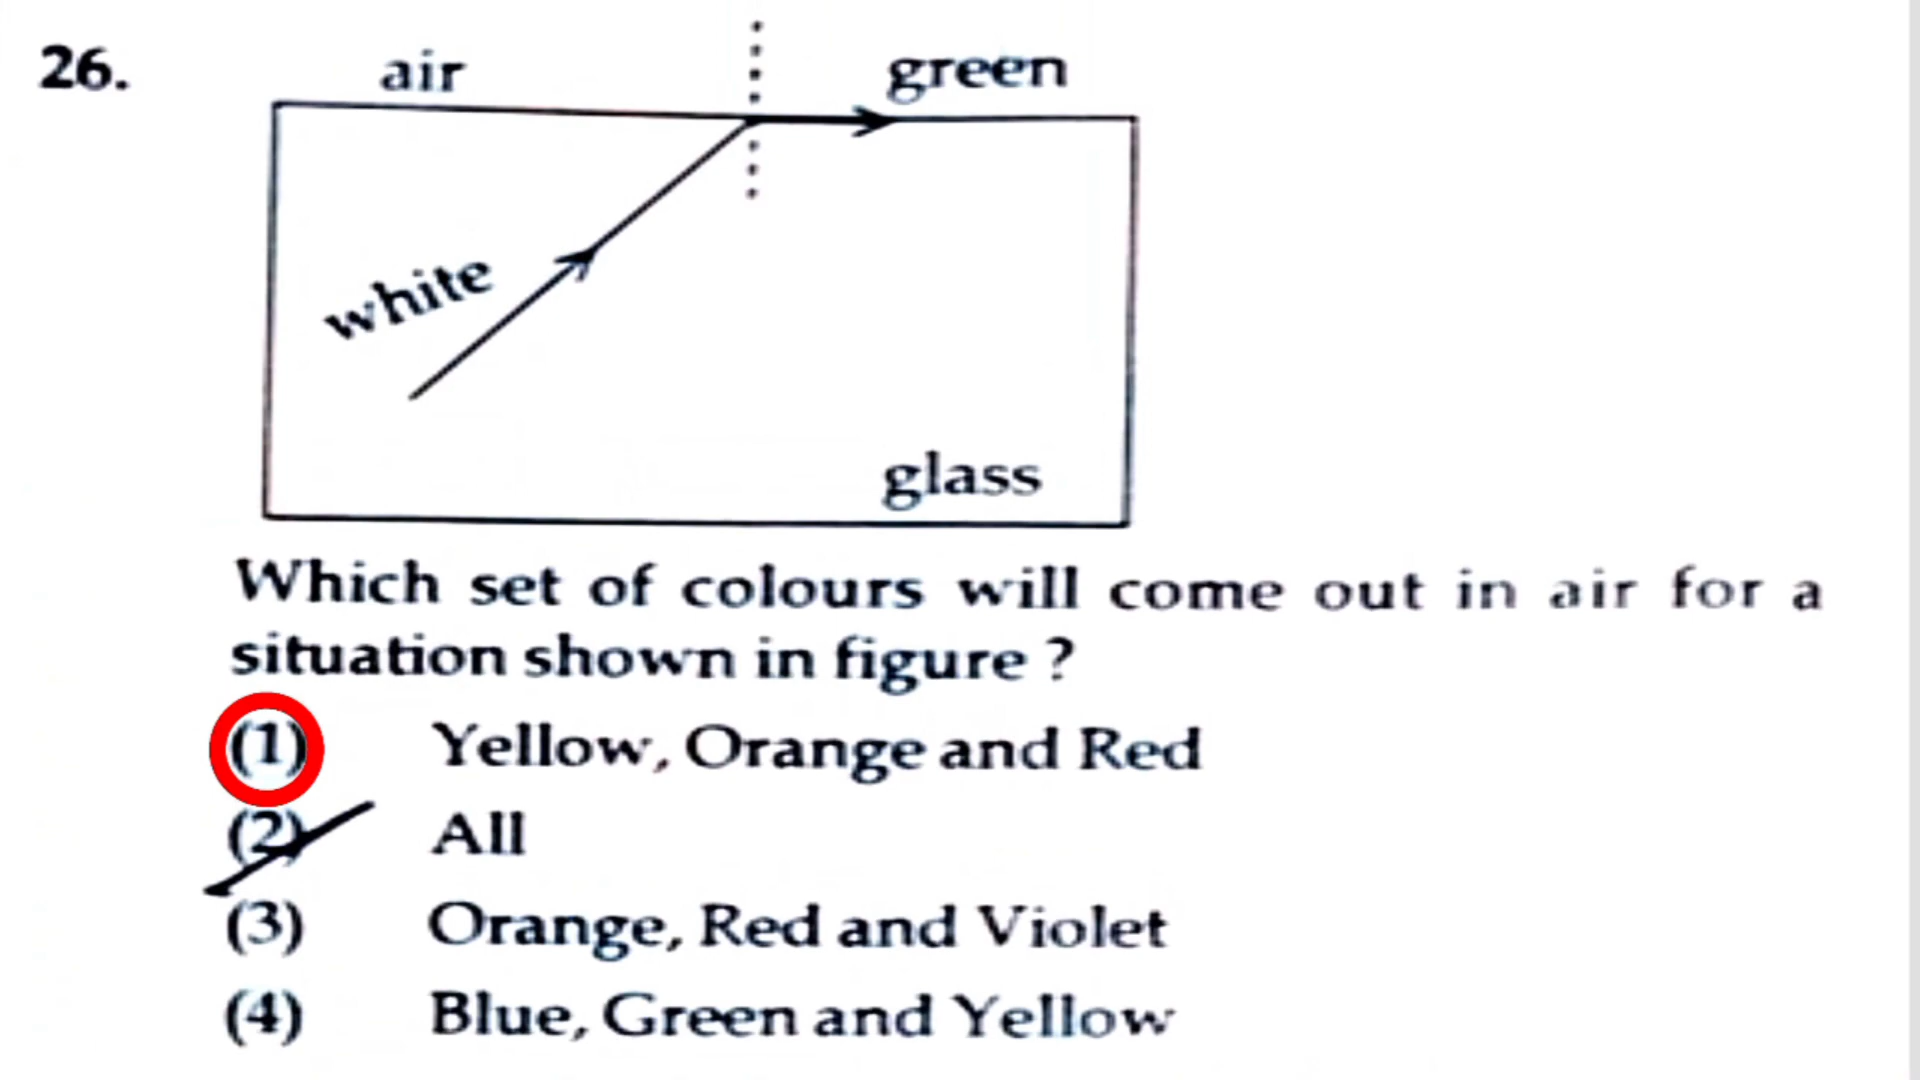 26.
air
green
white
glass
Which set of colours will come out in air for a
situation shown in figure ?
(1) Yellow, Orange and Red
(2) All
(3) Orange, Red and Violet
(4) Blue, Green and Yellow